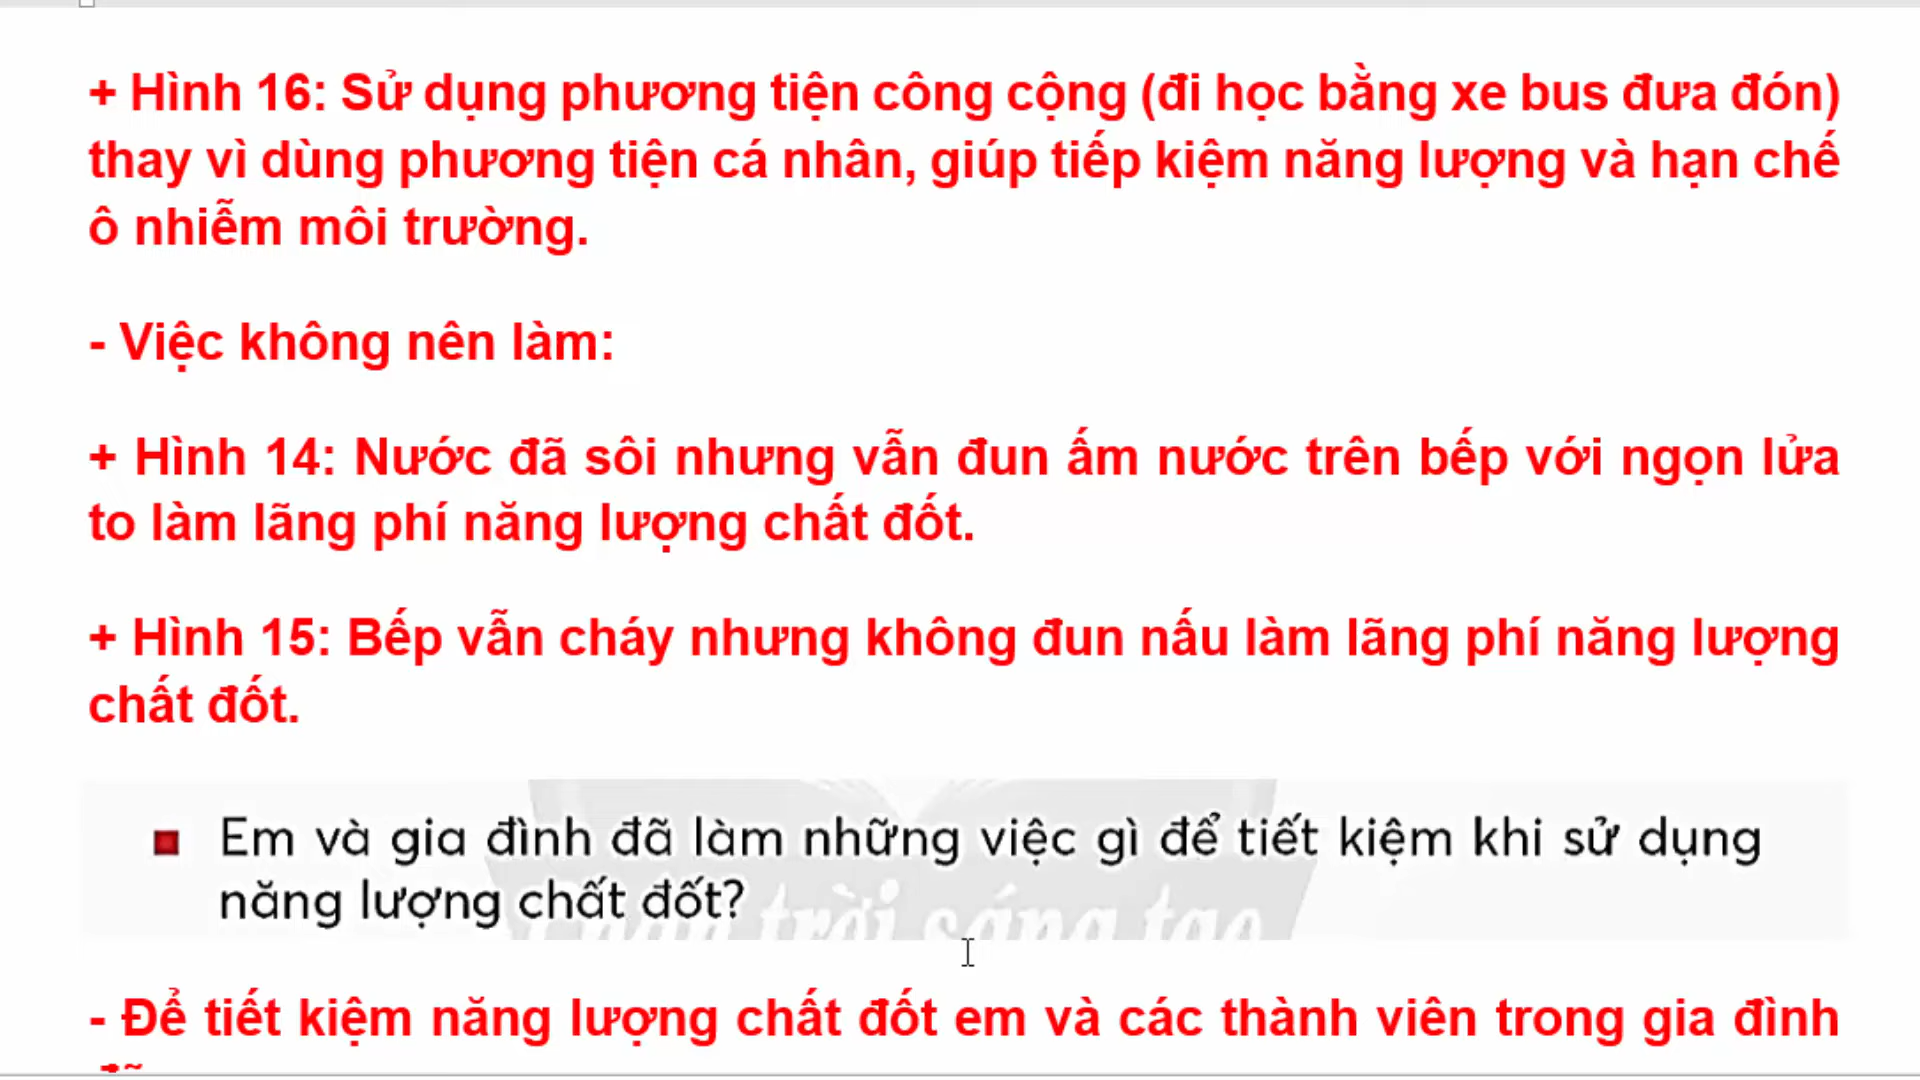 + Hình 16: Sử dụng phương tiện công cộng (đi học bằng xe bus đưa đón)
thay vì dùng phương tiện cá nhân, giúp tiếp kiệm năng lượng và hạn chế
ô nhiễm môi trường.
- Việc không nên làm:
+ Hình 14: Nước đã sôi nhưng vẫn đun ấm nước trên bếp với ngọn lửa
to làm lãng phí năng lượng chất đốt.
+ Hình 15: Bếp vẫn cháy nhưng không đun nấu làm lãng phí năng lượng
chất đốt.
Em và gia đình đã làm những việc gì để tiết kiệm khi sử dụng
năng lượng chất đốt?
trời sáng tạo
- Để tiết kiệm năng lượng chất đốt em và các thành viên trong gia đình